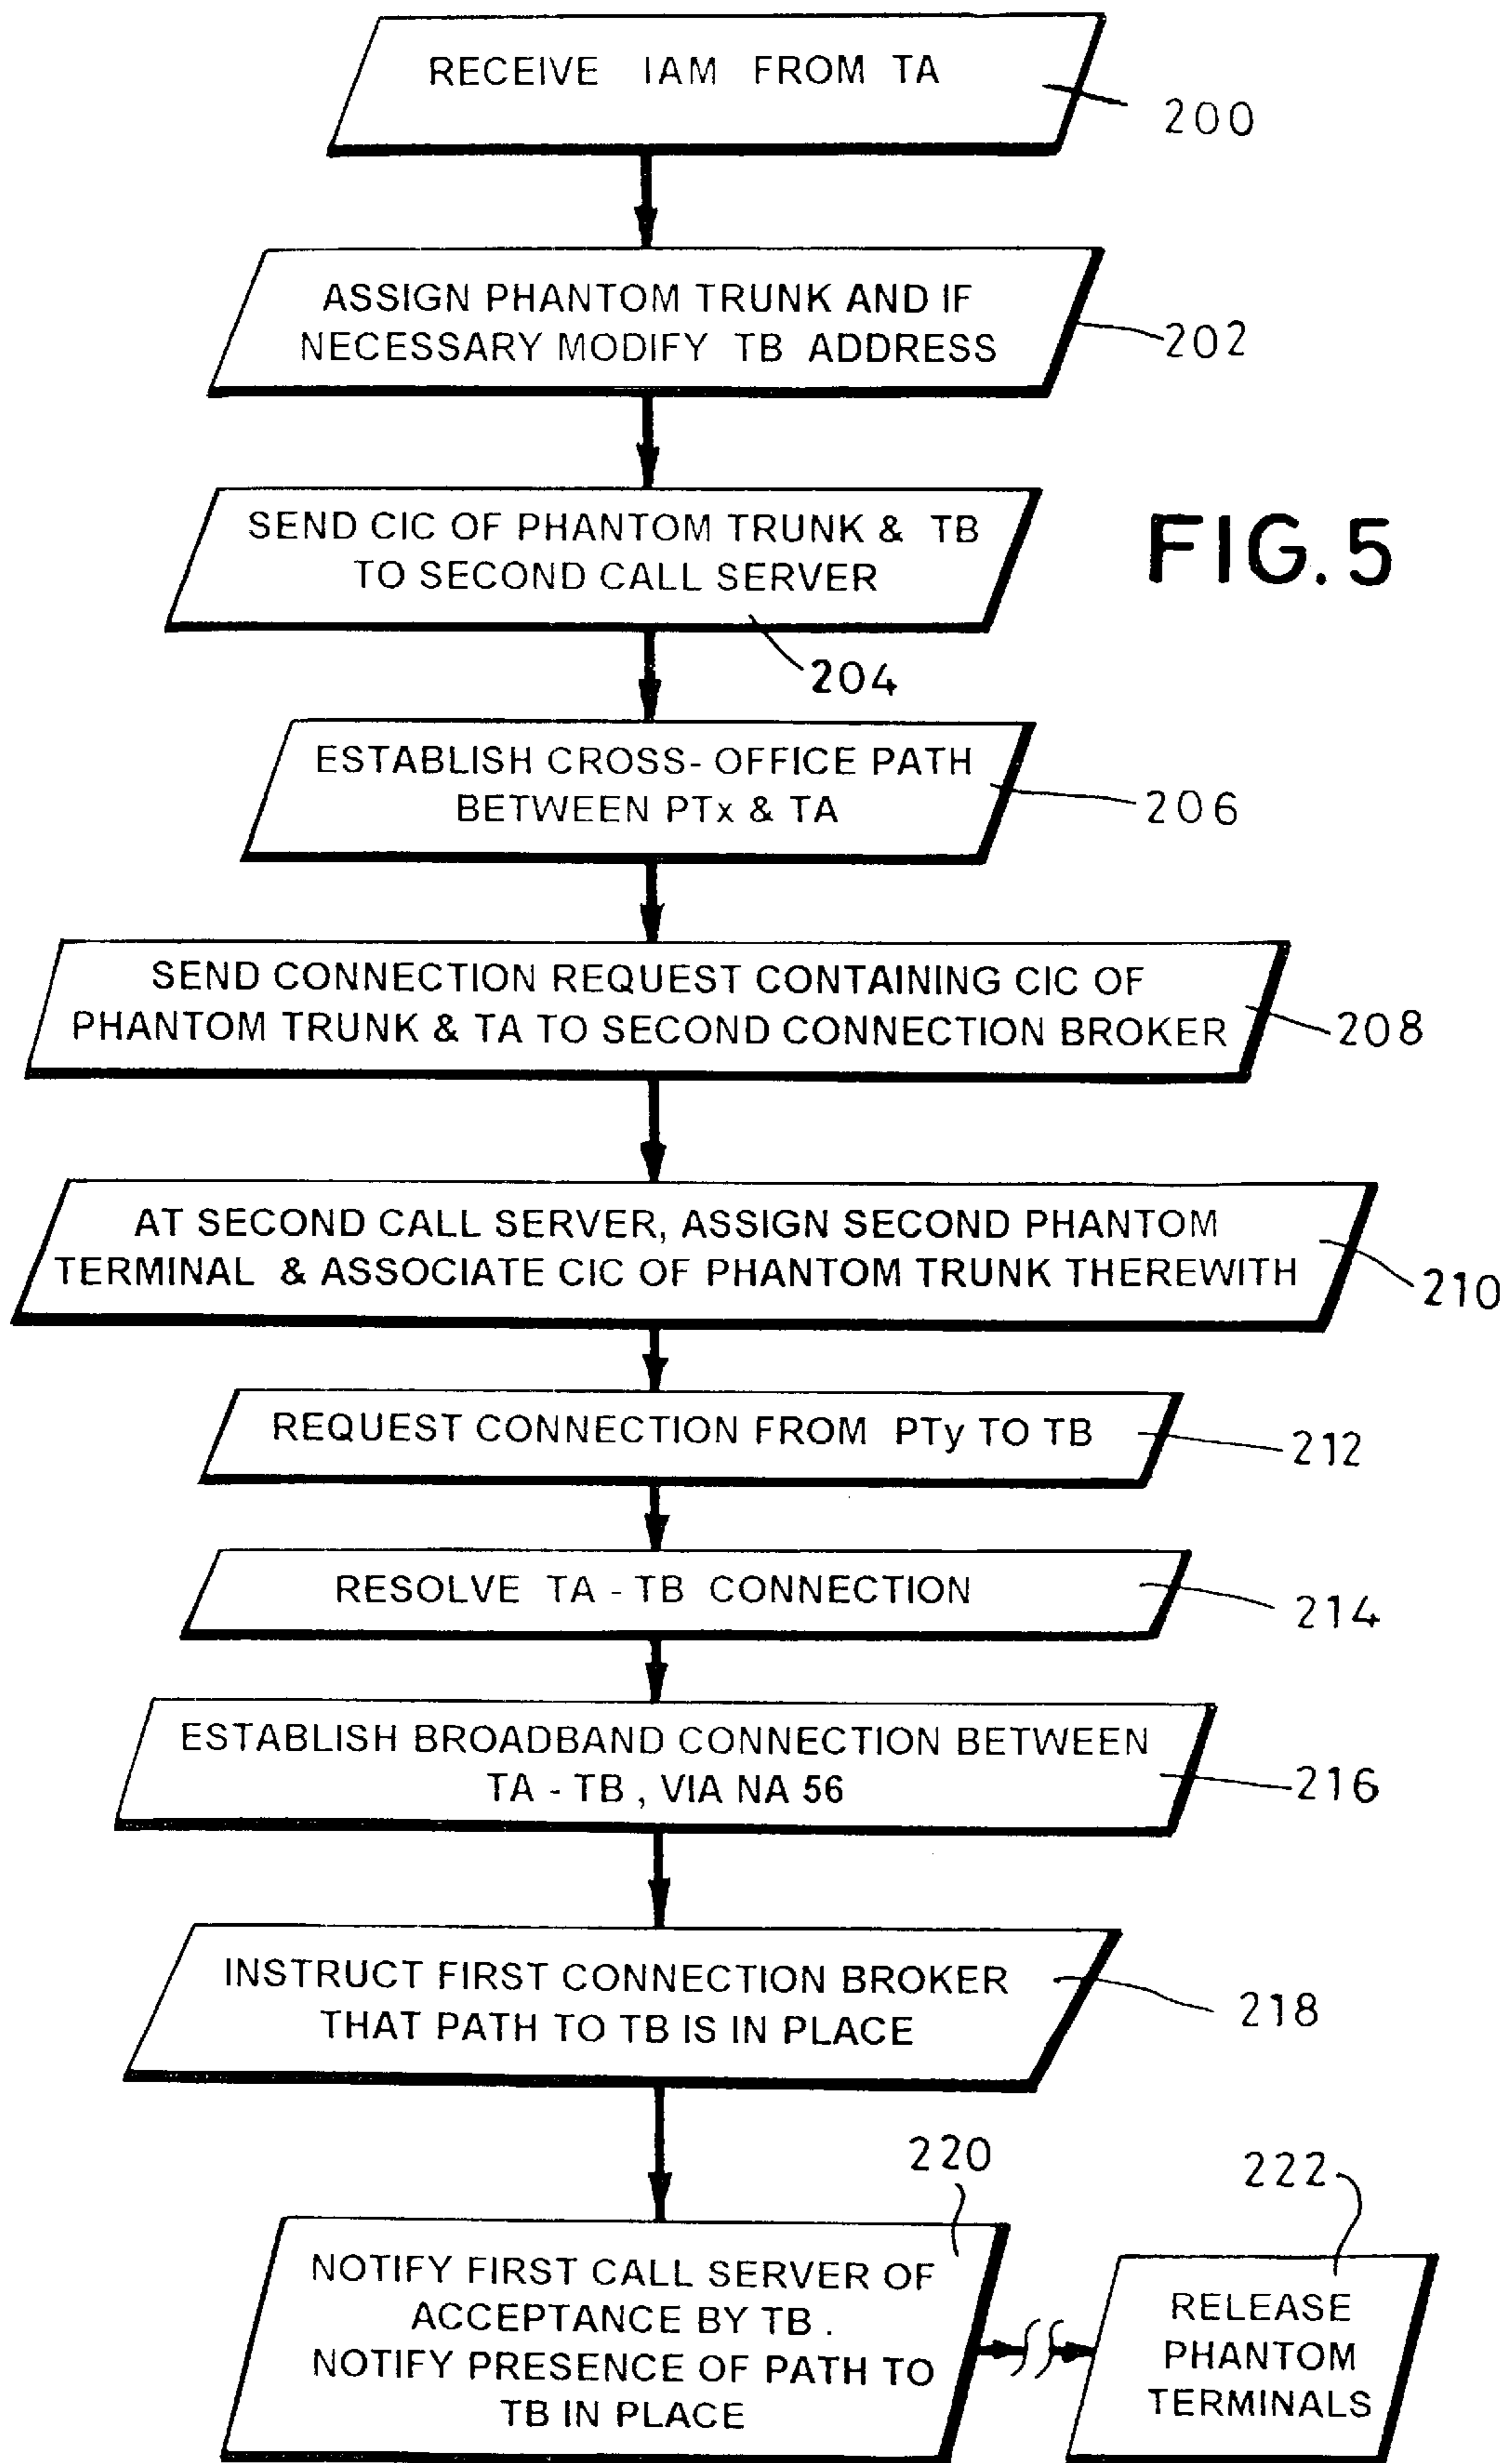 RECEIVE IAM FROM TA
200
ASSIGN PHANTOM TRUNK AND IF
NECESSARY MODIFY TB ADDRESS
202
SEND CIC OF PHANTOM TRUNK & TB
TO SECOND CALL SERVER
204
FIG. 5
ESTABLISH CROSS- OFFICE PATH
BETWEEN PTx & TA
206
SEND CONNECTION REQUEST CONTAINING CIC OF
PHANTOM TRUNK & TA TO SECOND CONNECTION BROKER
208
AT SECOND CALL SERVER, ASSIGN SECOND PHANTOM
TERMINAL & ASSOCIATE CIC OF PHANTOM TRUNK THEREWITH
210
REQUEST CONNECTION FROM PTy TO TB
212
RESOLVE TA - TB CONNECTION
214
ESTABLISH BROADBAND CONNECTION BETWEEN
TA - TB , VIA NA 56
216
INSTRUCT FIRST CONNECTION BROKER
THAT PATH TO TB IS IN PLACE
218
220
NOTIFY FIRST CALL SERVER OF
ACCEPTANCE BY TB .
NOTIFY PRESENCE OF PATH TO
TB IN PLACE
222
RELEASE
PHANTOM
TERMINALS